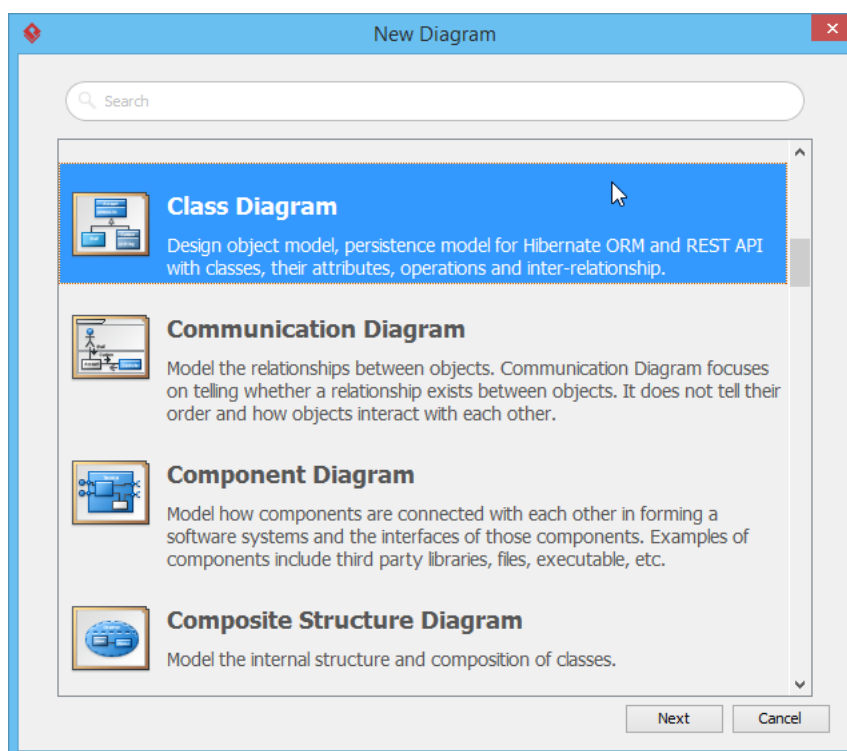 New Diagram
Search
Class Diagram
Design object model, persistence model for Hibernate ORM and REST API
with classes, their attributes, operations and inter-relationship.
Communication Diagram
Model the relationships between objects. Communication Diagram focuses
on telling whether a relationship exists between objects. It does not tell their
order and how objects interact with each other.
Component Diagram
Model how components are connected with each other in forming a
software systems and the interfaces of those components. Examples of
components include third party libraries, files, executable, etc.
Composite Structure Diagram
Model the internal structure and composition of classes.
Next
Cancel